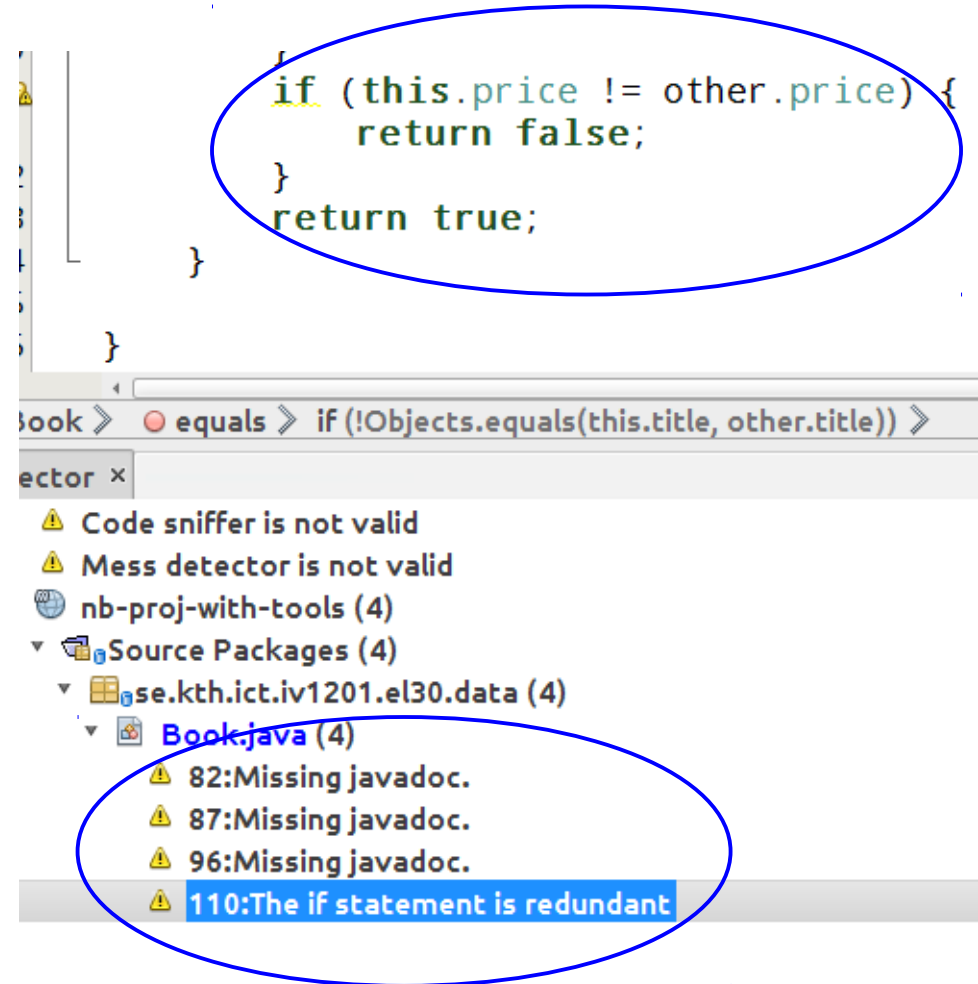 {
if (this.price != other.price) {
return false;
}
return true;
}
}
Book equals if (!Objects.equals(this.title, other.title))
ector ×
Code sniffer is not valid
Mess detector is not valid
nb-proj-with-tools (4)
Source Packages (4)
se.kth.ict.iv1201.el30.data (4)
Book.java (4)
82:Missing javadoc.
87:Missing javadoc.
96:Missing javadoc.
110:The if statement is redundant